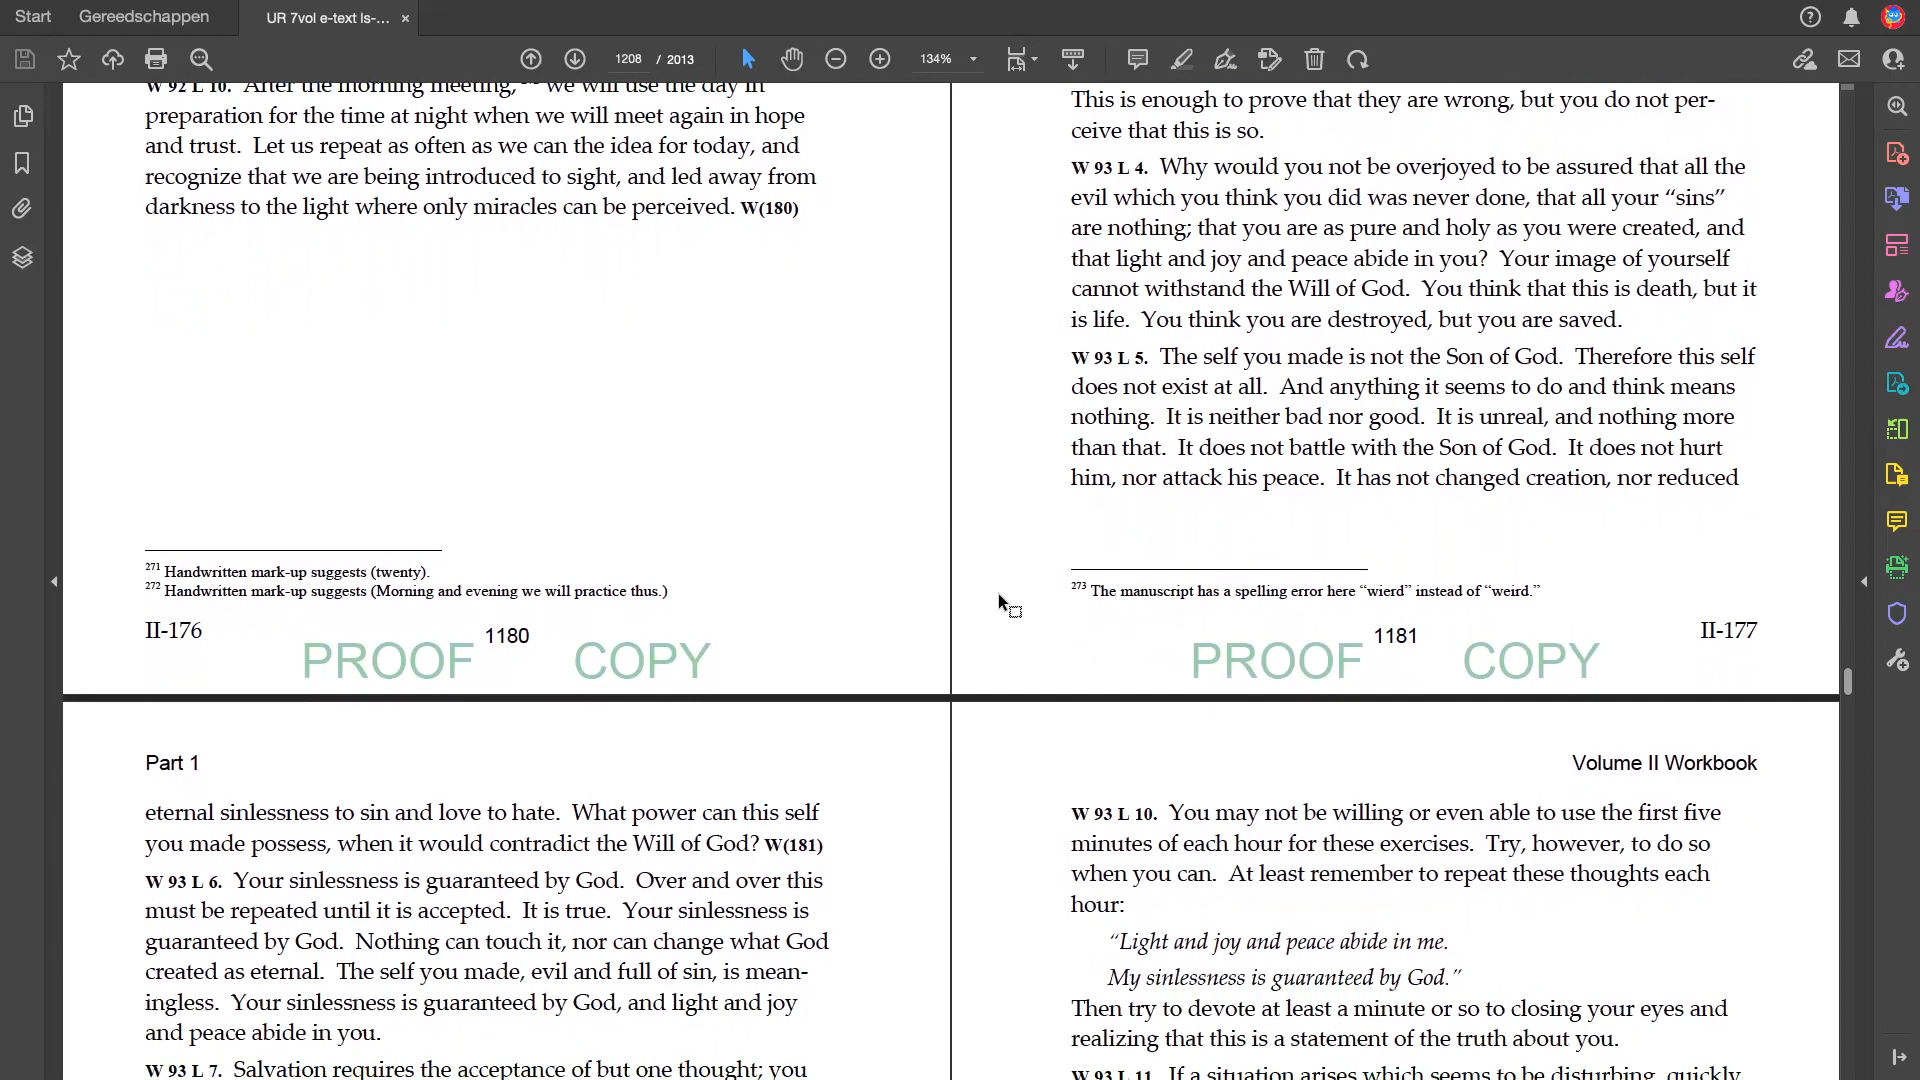 Start Gereedschappen UR 7vol e-text ls-... ×
1208 / 2013 134%
W 92 L 10. After the morning meeting, we will use the day in
preparation for the time at night when we will meet again in hope
and trust. Let us repeat as often as we can the idea for today, and
recognize that we are being introduced to sight, and led away from
darkness to the light where only miracles can be perceived. W(180)
271 Handwritten mark-up suggests (twenty).
272 Handwritten mark-up suggests (Morning and evening we will practice thus.)
II-176
1180
PROOF COPY
This is enough to prove that they are wrong, but you do not per-
ceive that this is so.
W 93 L 4. Why would you not be overjoyed to be assured that all the
evil which you think you did was never done, that all your “sins”
are nothing; that you are as pure and holy as you were created, and
that light and joy and peace abide in you? Your image of yourself
cannot withstand the Will of God. You think that this is death, but it
is life. You think you are destroyed, but you are saved.
W 93 L 5. The self you made is not the Son of God. Therefore this self
does not exist at all. And anything it seems to do and think means
nothing. It is neither bad nor good. It is unreal, and nothing more
than that. It does not battle with the Son of God. It does not hurt
him, nor attack his peace. It has not changed creation, nor reduced
273 The manuscript has a spelling error here “wierd” instead of “weird.”
1181
II-177
PROOF COPY
Part 1
eternal sinlessness to sin and love to hate. What power can this self
you made possess, when it would contradict the Will of God? W(181)
W 93 L 6. Your sinlessness is guaranteed by God. Over and over this
must be repeated until it is accepted. It is true. Your sinlessness is
guaranteed by God. Nothing can touch it, nor can change what God
created as eternal. The self you made, evil and full of sin, is mean-
ingless. Your sinlessness is guaranteed by God, and light and joy
and peace abide in you.
W 93 L 7. Salvation requires the acceptance of but one thought; you
Volume II Workbook
W 93 L 10. You may not be willing or even able to use the first five
minutes of each hour for these exercises. Try, however, to do so
when you can. At least remember to repeat these thoughts each
hour:
“Light and joy and peace abide in me.
My sinlessness is guaranteed by God.”
Then try to devote at least a minute or so to closing your eyes and
realizing that this is a statement of the truth about you.
W 93 L 11. If a situation arises which seems to be disturbing, quickly